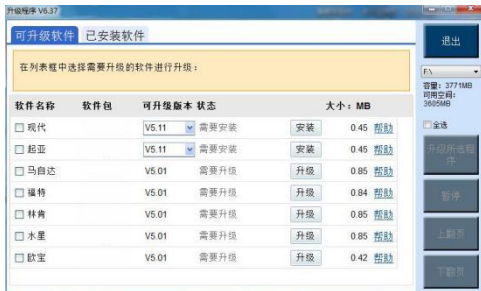 升级程序 V6.37
可升级软件 已安装软件
退出
在列表框中选择需要升级的软件进行升级：
F:\
容量: 3771MB
可用空间:
3605MB
全选
升级所选程序
暂停
上翻页
下翻页
软件名称 软件包 可升级版本 状态 大小: MB
现代 V5.11 需要安装 安装 0.45 帮助
起亚 V5.11 需要安装 安装 0.45 帮助
马自达 V5.01 需要升级 升级 0.85 帮助
福特 V5.01 需要升级 升级 0.84 帮助
林肯 V5.01 需要升级 升级 0.85 帮助
水星 V5.01 需要升级 升级 0.85 帮助
欧宝 V5.01 需要升级 升级 0.42 帮助